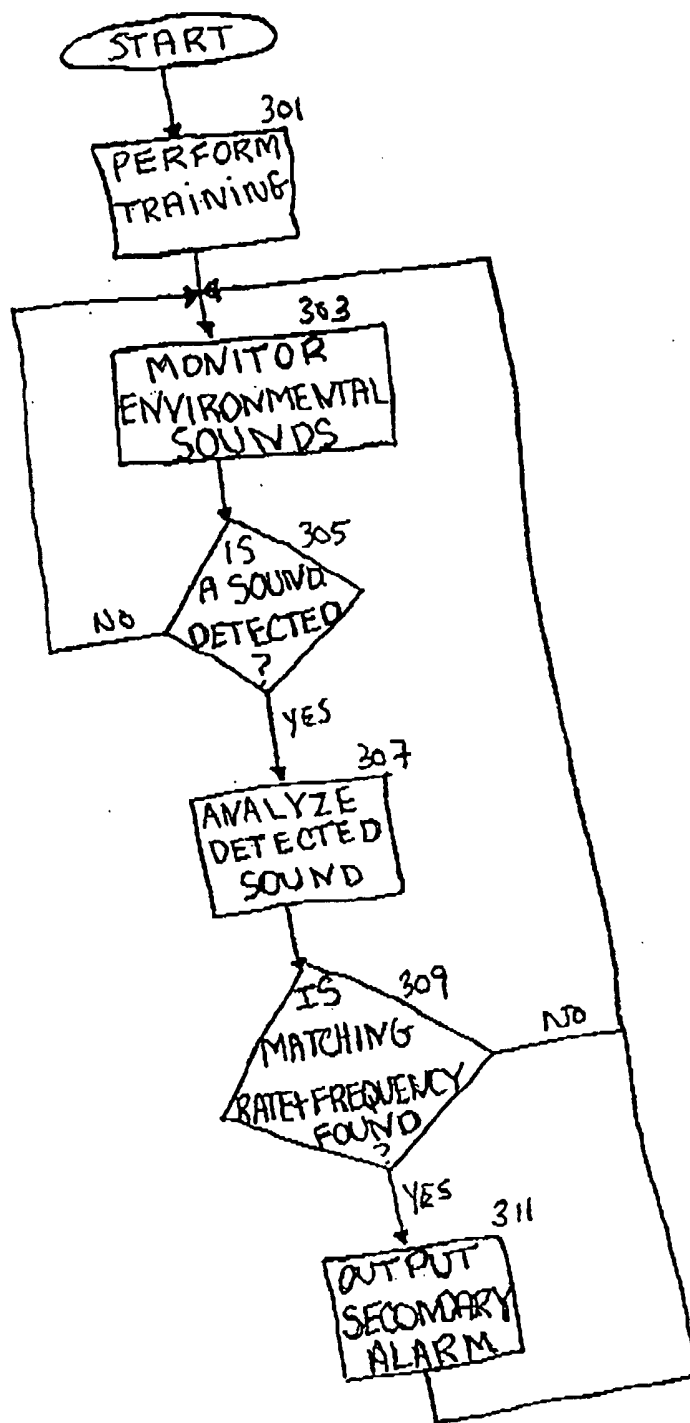 START
301
PERFORM
TRAINING
303
MONITOR
ENVIRONMENTAL
SOUNDS
305
IS
A SOUND
DETECTED
?
NO
YES
307
ANALYZE
DETECTED
SOUND
309
IS
MATCHING
RATE+FREQUENCY
FOUND
?
NO
YES
311
OUTPUT
SECONDARY
ALARM